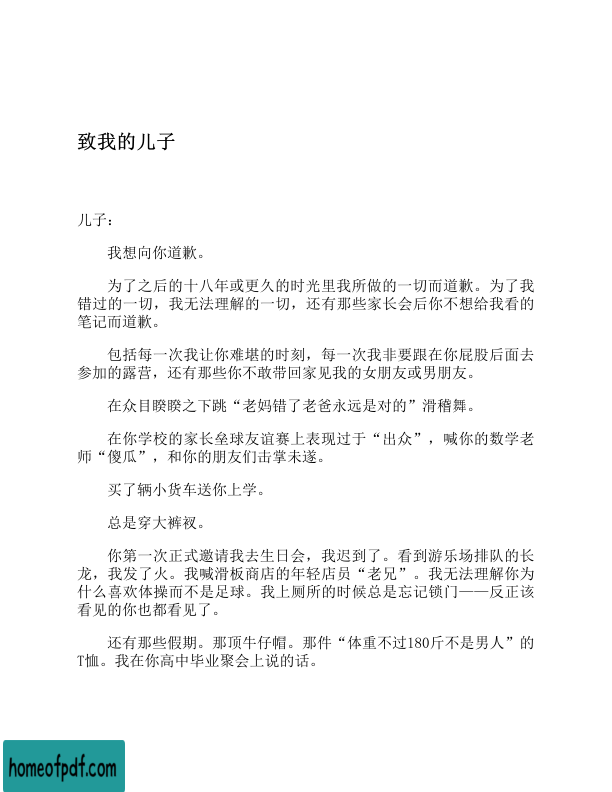 致我的儿子
儿子：
我想向你道歉。
为了之后的十八年或更久的时光里我所做的一切而道歉。为了我
错过的一切，我无法理解的一切，还有那些家长会后你不想给我看的
笔记而道歉。
包括每一次我让你难堪的时刻，每一次我非要跟在你屁股后面去
参加的露营，还有那些你不敢带回家见我的女朋友或男朋友。
在众目睽睽之下跳“老妈错了老爸永远是对的”滑稽舞。
在你学校的家长垒球友谊赛上表现过于“出众”，喊你的数学老
师“傻瓜”，和你的朋友们击掌未遂。
买了辆小货车送你上学。
总是穿大裤衩。
你第一次正式邀请我去生日会，我迟到了。看到游乐场排队的长
龙，我发了火。我喊滑板商店的年轻店员“老兄”。我无法理解你为
什么喜欢体操而不是足球。我上厕所的时候总是忘记锁门——反正该
看见的你也都看见了。
还有那些假期。那顶牛仔帽。那件“体重不过180斤不是男人”的
T恤。我在你高中毕业聚会上说的话。
homeofpdf.com